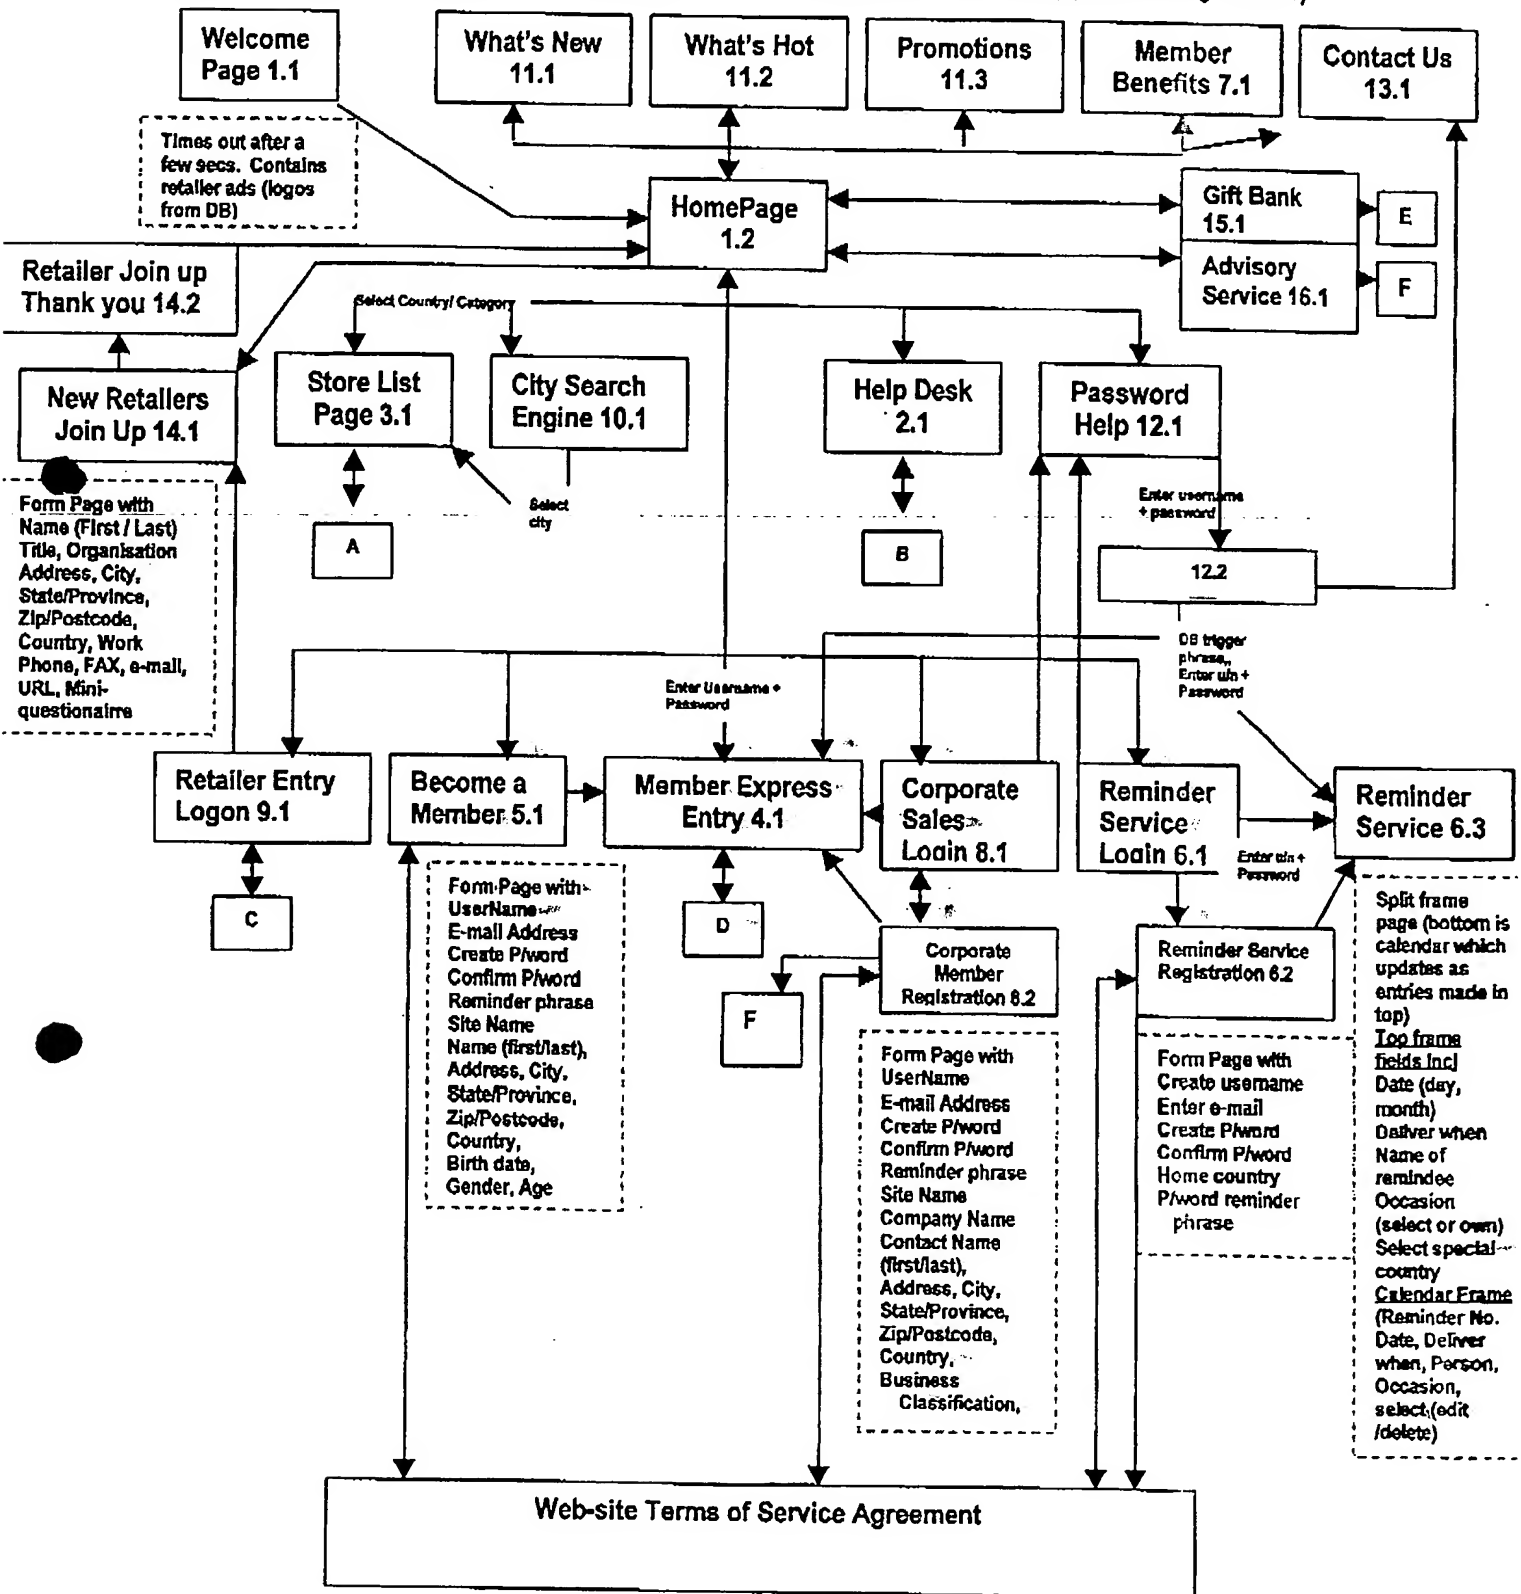 Welcome
Page 1.1
What's New
11.1
What's Hot
11.2
Promotions
11.3
Member
Benefits 7.1
Contact Us
13.1
Times out after a
few secs. Contains
retailer ads (logos
from DB)
HomePage
1.2
Gift Bank
15.1
E
Advisory
Service 16.1
F
Retailer Join up
Thank you 14.2
Select Country/ Category
New Retailers
Join Up 14.1
Store List
Page 3.1
City Search
Engine 10.1
Help Desk
2.1
Password
Help 12.1
Select
city
Enter username
+ password
A
B
12.2
Form Page with
Name (First / Last)
Title, Organisation
Address, City,
State/Province,
Zip/Postcode,
Country, Work
Phone, FAX, e-mail,
URL, Mini-
questionairre
DB trigger
phrase,,
Enter u/n +
Password
Enter Username +
Password
Retailer Entry
Logon 9.1
Become a
Member 5.1
Member Express
Entry 4.1
Corporate
Sales
Login 8.1
Reminder
Service
Login 6.1
Enter u/n +
Password
Reminder
Service 6.3
C
D
Form Page with
UserName
E-mail Address
Create P/word
Confirm P/word
Reminder phrase
Site Name
Name (first/last),
Address, City,
State/Province,
Zip/Postcode,
Country,
Birth date,
Gender, Age
F
Corporate
Member
Registration 8.2
Reminder Service
Registration 6.2
Form Page with
UserName
E-mail Address
Create P/word
Confirm P/word
Reminder phrase
Site Name
Company Name
Contact Name
(first/last),
Address, City,
State/Province,
Zip/Postcode,
Country,
Business
Classification,
Form Page with
Create username
Enter e-mail
Create P/word
Confirm P/word
Home country
P/word reminder
phrase
Split frame
page (bottom is
calendar which
updates as
entries made in
top)
Top frame
fields incl
Date (day,
month)
Deliver when
Name of
remindee
Occasion
(select or own)
Select special
country
Calendar Frame
(Reminder No.
Date, Deliver
when, Person,
Occasion,
select,(edit
/delete)
Web-site Terms of Service Agreement